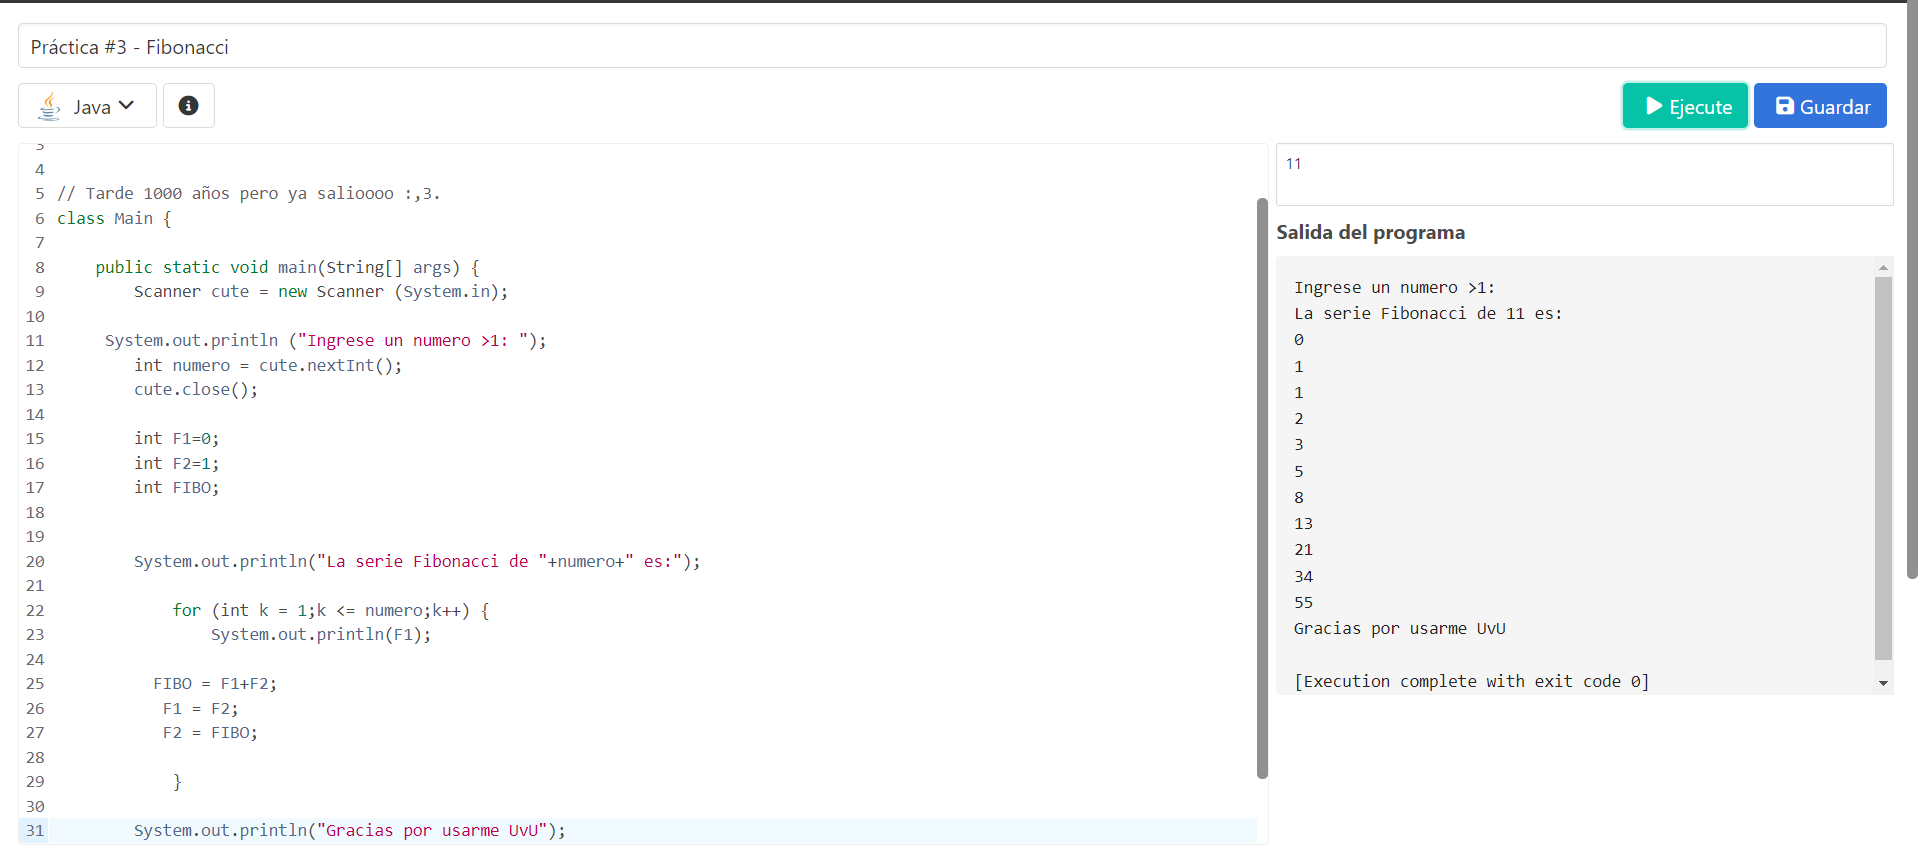 Práctica #3 - Fibonacci
Java
Ejecute
Guardar
3
4
5 // Tarde 1000 años pero ya salioooo :,3.
6 class Main {
7
8 public static void main(String[] args) {
9 Scanner cute = new Scanner (System.in);
10
11 System.out.println ("Ingrese un numero >1: ");
12 int numero = cute.nextInt();
13 cute.close();
14
15 int F1=0;
16 int F2=1;
17 int FIBO;
18
19
20 System.out.println("La serie Fibonacci de "+numero+" es:");
21
22 for (int k = 1;k <= numero;k++) {
23 System.out.println(F1);
24
25 FIBO = F1+F2;
26 F1 = F2;
27 F2 = FIBO;
28
29 }
30
31 System.out.println("Gracias por usarme UvU");
11
Salida del programa
Ingrese un numero >1:
La serie Fibonacci de 11 es:
0
1
1
2
3
5
8
13
21
34
55
Gracias por usarme UvU
[Execution complete with exit code 0]